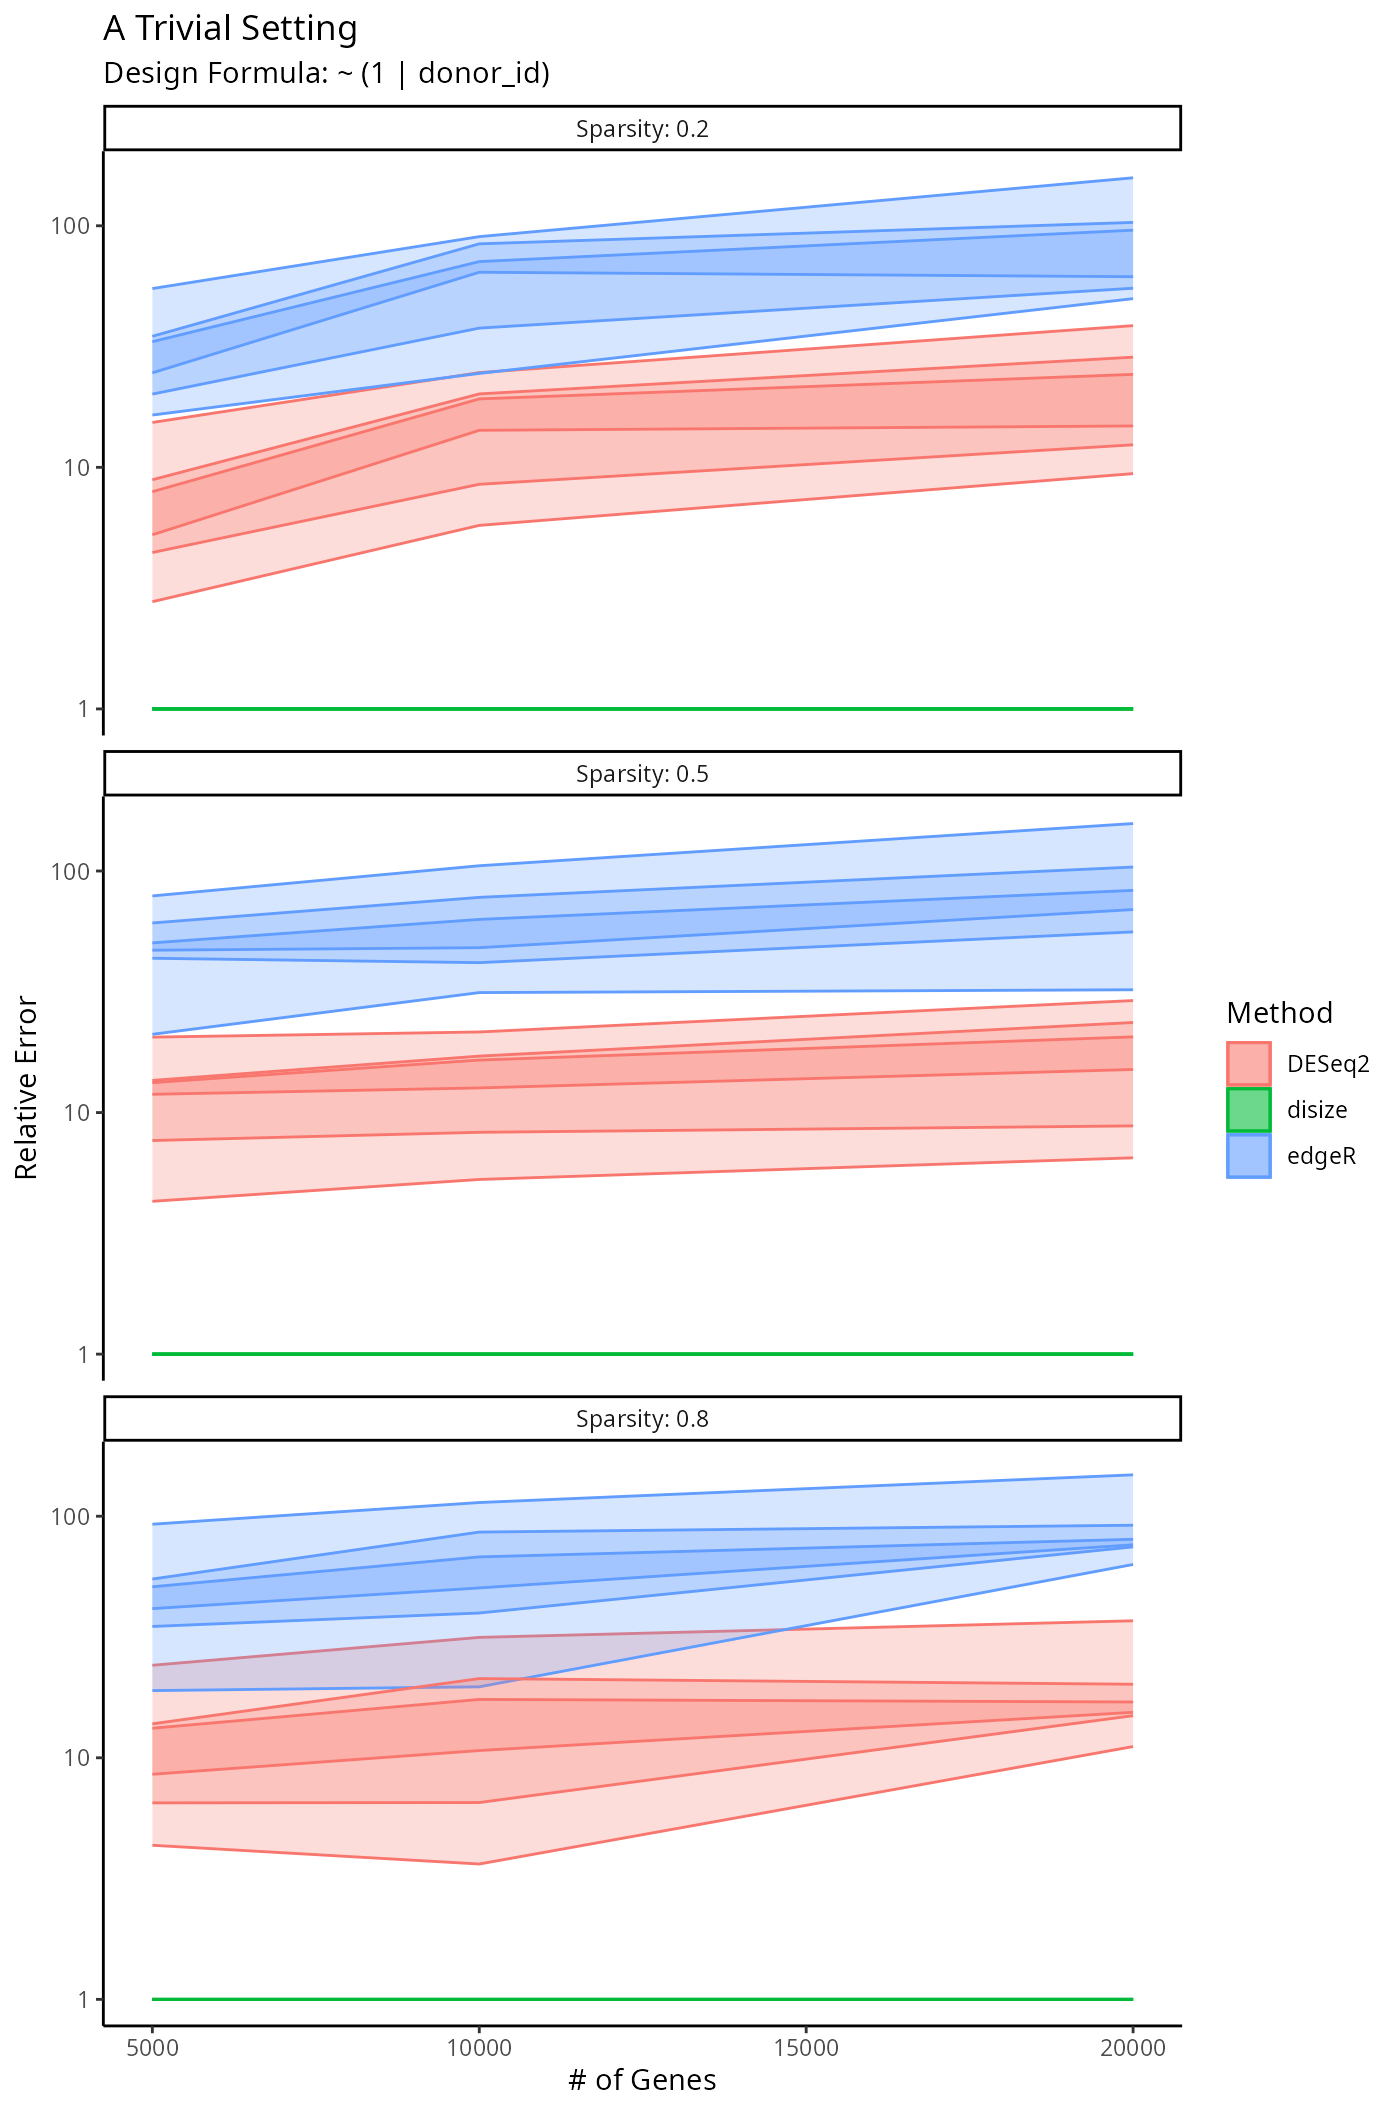 A Trivial Setting
Design Formula: ~ (1 | donor_id)
Sparsity: 0.2
100
10
1
Sparsity: 0.5
100
10
1
Sparsity: 0.8
100
10
1
5000 10000 15000 20000
# of Genes
Relative Error
Method
DESeq2
disize
edgeR